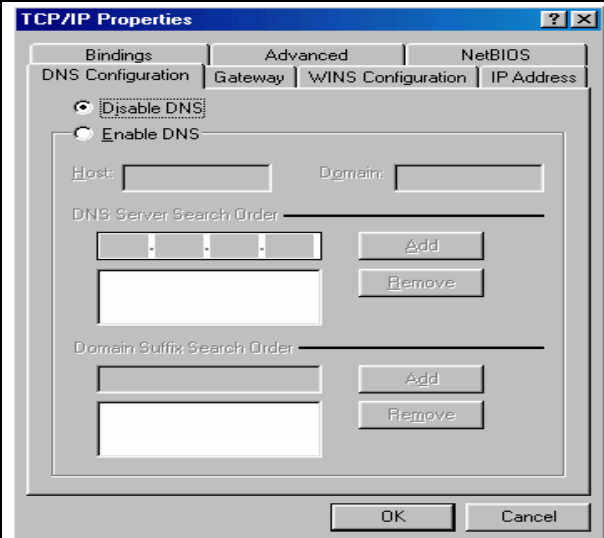 TCP/IP Properties
Bindings Advanced NetBIOS
DNS Configuration Gateway WINS Configuration IP Address
Disable DNS
Enable DNS
Host: Domain:
DNS Server Search Order
Add
Remove
Domain Suffix Search Order
Add
Remove
OK Cancel